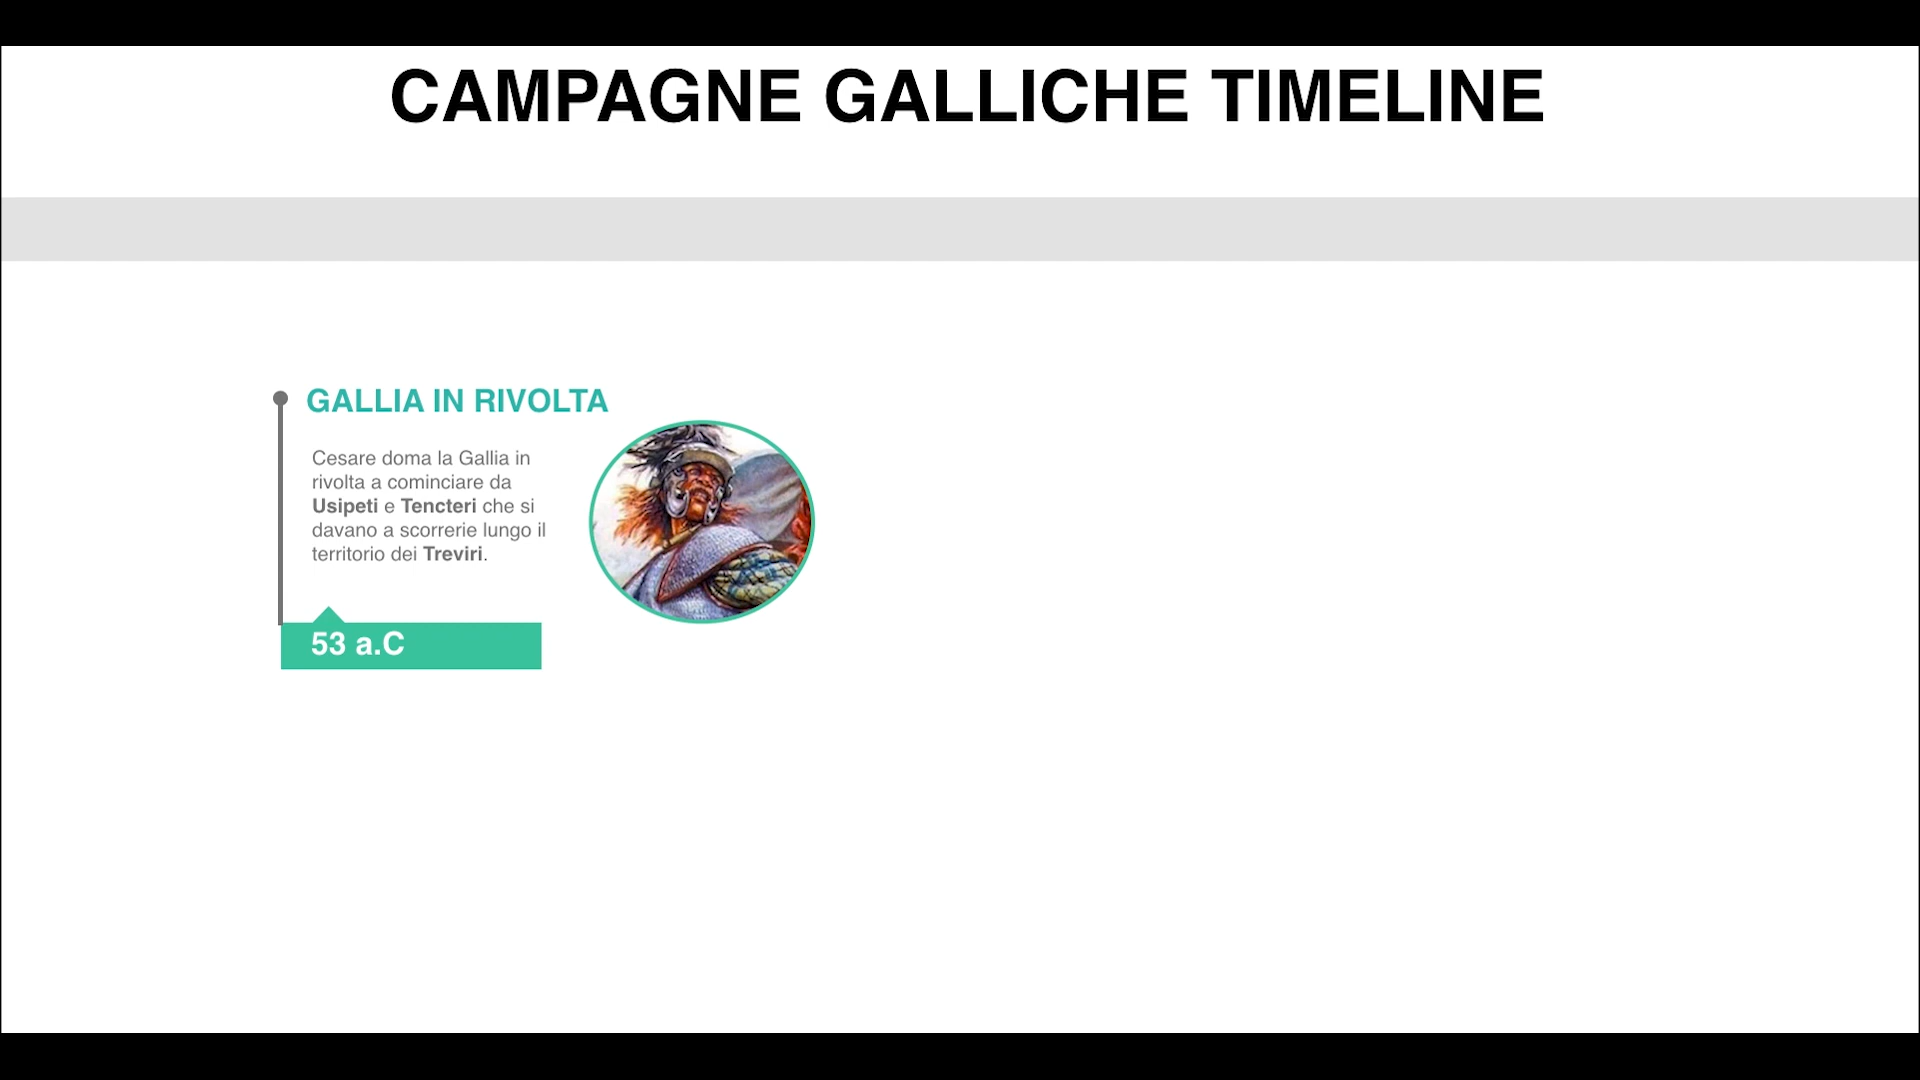 CAMPAGNE GALLICHE TIMELINE
GALLIA IN RIVOLTA
Cesare doma la Gallia in
rivolta a cominciare da
Usipeti e Tencteri che si
davano a scorrerie lungo il
territorio dei Treviri.
53 a.C